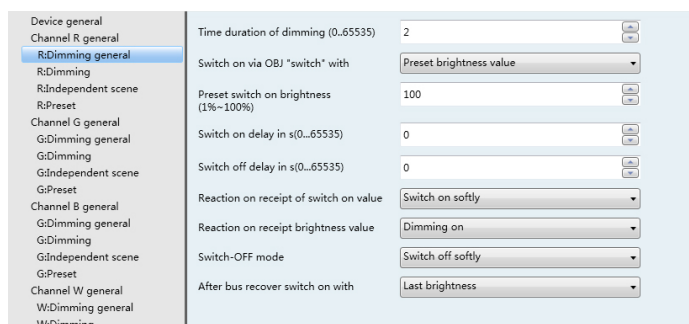 Device general
Channel R general
R:Dimming general
R:Dimming
R:Independent scene
R:Preset
Channel G general
G:Dimming general
G:Dimming
G:Independent scene
G:Preset
Channel B general
G:Dimming general
G:Dimming
G:Independent scene
G:Preset
Channel W general
W:Dimming general
W:Dimming
Time duration of dimming (0..65535)
2
Switch on via OBJ "switch" with
Preset brightness value
Preset switch on brightness
(1%~100%)
100
Switch on delay in s(0...65535)
0
Switch off delay in s(0...65535)
0
Reaction on receipt of switch on value
Switch on softly
Reaction on receipt brightness value
Dimming on
Switch-OFF mode
Switch off softly
After bus recover switch on with
Last brightness